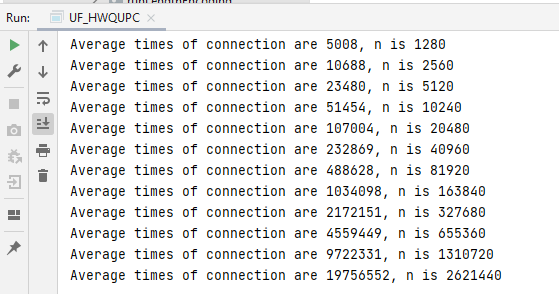 Run: UF_HWQUPC
Average times of connection are 5008, n is 1280
Average times of connection are 10688, n is 2560
Average times of connection are 23480, n is 5120
Average times of connection are 51454, n is 10240
Average times of connection are 107004, n is 20480
Average times of connection are 232869, n is 40960
Average times of connection are 488628, n is 81920
Average times of connection are 1034098, n is 163840
Average times of connection are 2172151, n is 327680
Average times of connection are 4559449, n is 655360
Average times of connection are 9722331, n is 1310720
Average times of connection are 19756552, n is 2621440